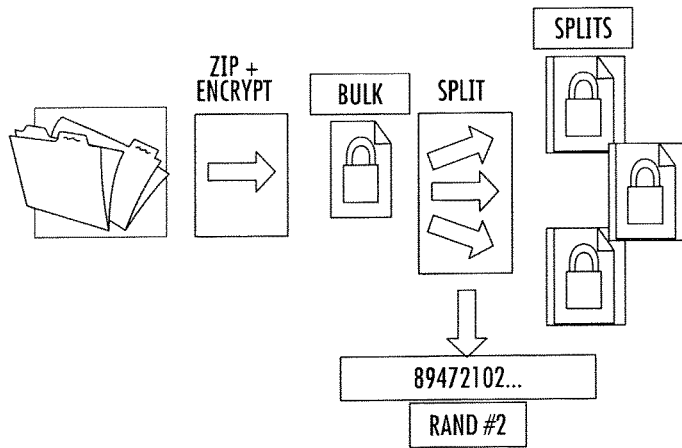 SPLITS
ZIP +
ENCRYPT
BULK
SPLIT
89472102...
RAND #2